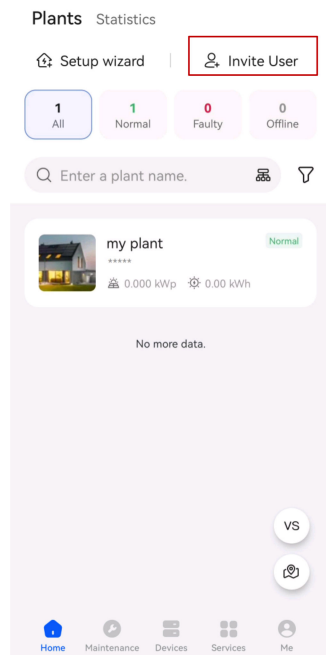 Plants Statistics
Setup wizard Invite User
1 1 0 0
All Normal Faulty Offline
Enter a plant name.
my plant Normal
*****
0.000 kWp 0.00 kWh
No more data.
VS
Home Maintenance Devices Services Me